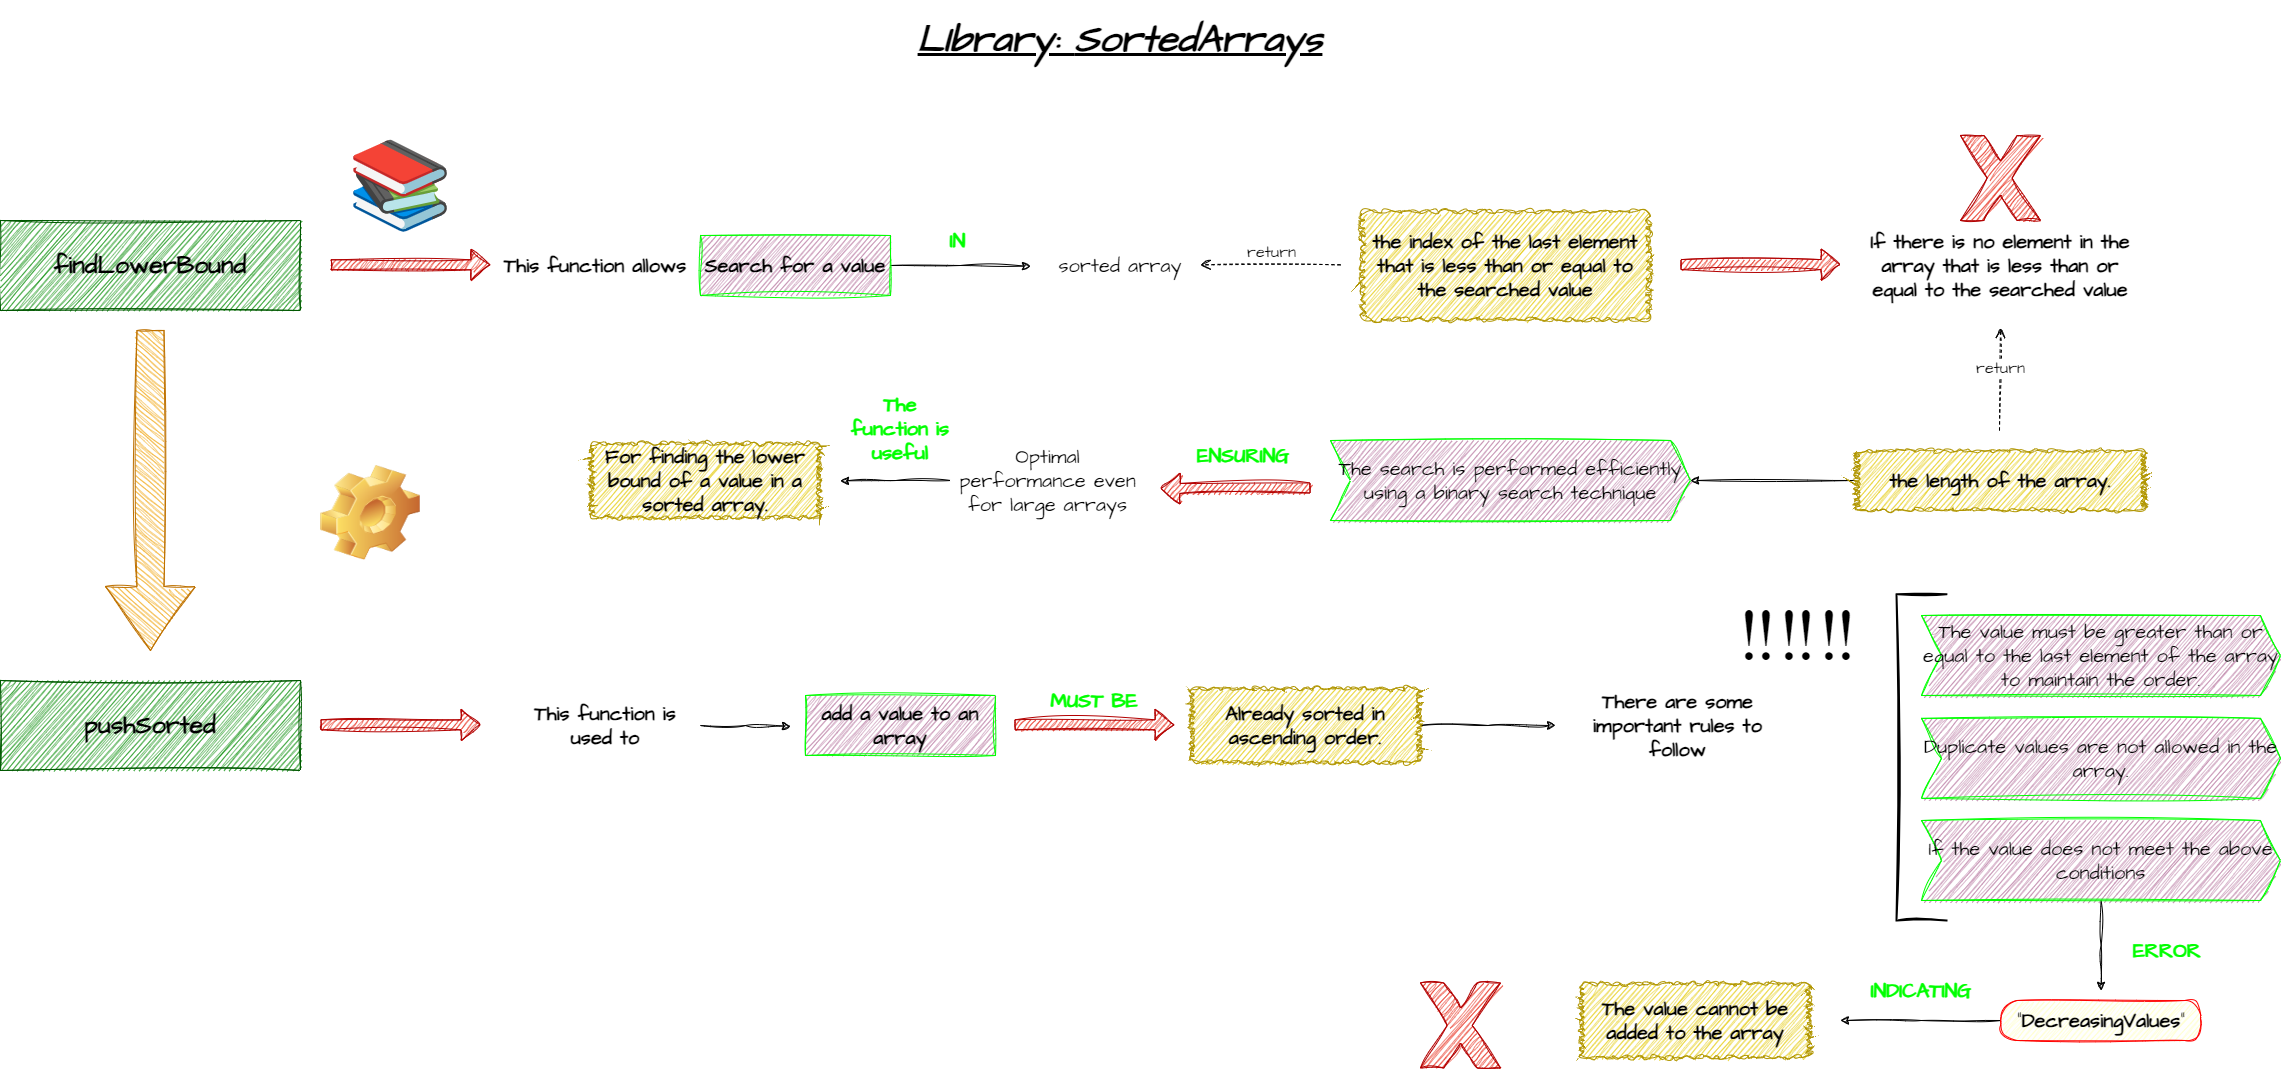 Library: SortedArrays
findLowerBound
This function allows
Search for a value
IN
sorted array
return
the index of the last element
that is less than or equal to
the searched value
If there is no element in the
array that is less than or
equal to the searched value
return
the length of the array.
The search is performed efficiently
using a binary search technique
ENSURING
Optimal
performance even
for large arrays
The
function is
useful
For finding the lower
bound of a value in a
sorted array.
pushSorted
This function is
used to
add a value to an
array
MUST BE
Already sorted in
ascending order.
There are some
important rules to
follow
!! !! !!
The value must be greater than or
equal to the last element of the array
to maintain the order.
Duplicate values are not allowed in the
array.
If the value does not meet the above
conditions
ERROR
"DecreasingValues"
INDICATING
The value cannot be
added to the array